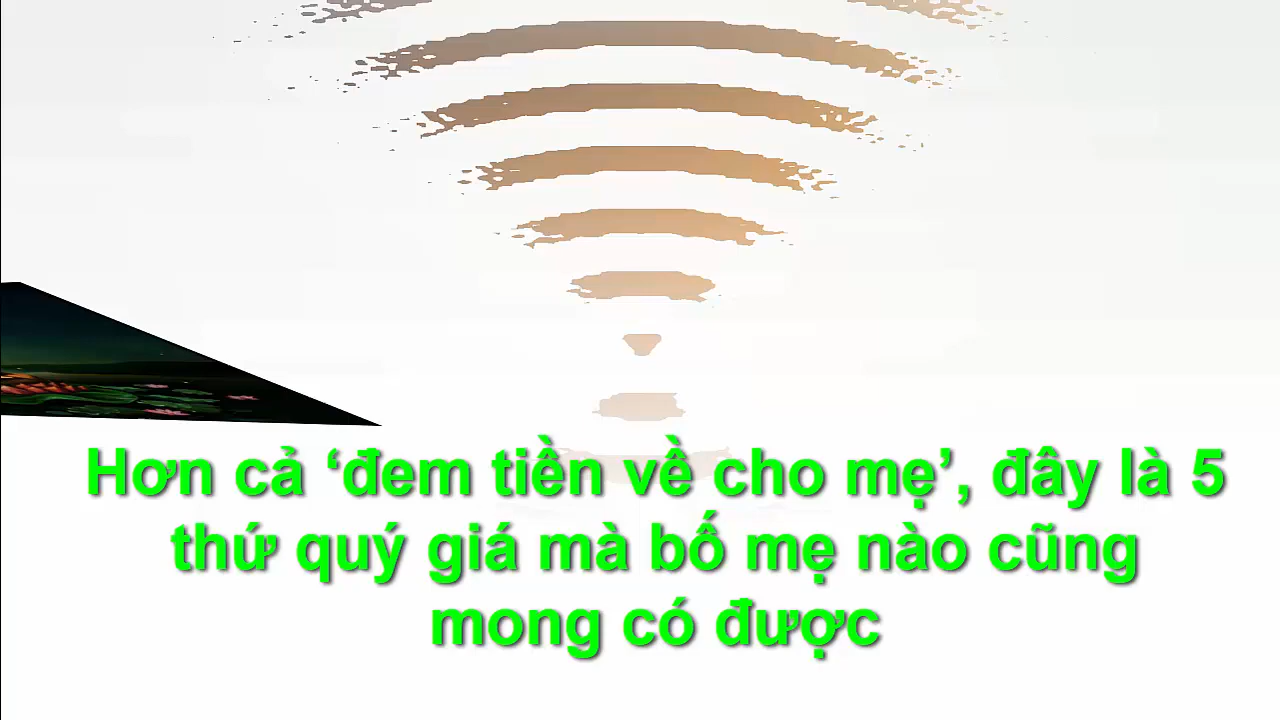 Hơn cả ‘đem tiền về cho mẹ’, đây là 5
thứ quý giá mà bố mẹ nào cũng
mong có được